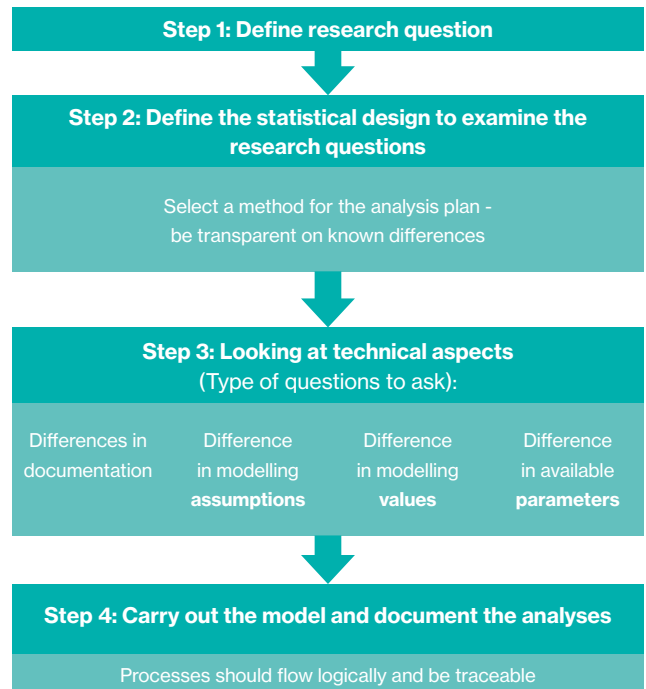 Step 1: Define research question
Step 2: Define the statistical design to examine the
research questions
Select a method for the analysis plan -
be transparent on known differences
Step 3: Looking at technical aspects
(Type of questions to ask):
Differences in
documentation
Difference
in modelling
assumptions
Difference
in modelling
values
Difference
in available
parameters
Step 4: Carry out the model and document the analyses
Processes should flow logically and be traceable